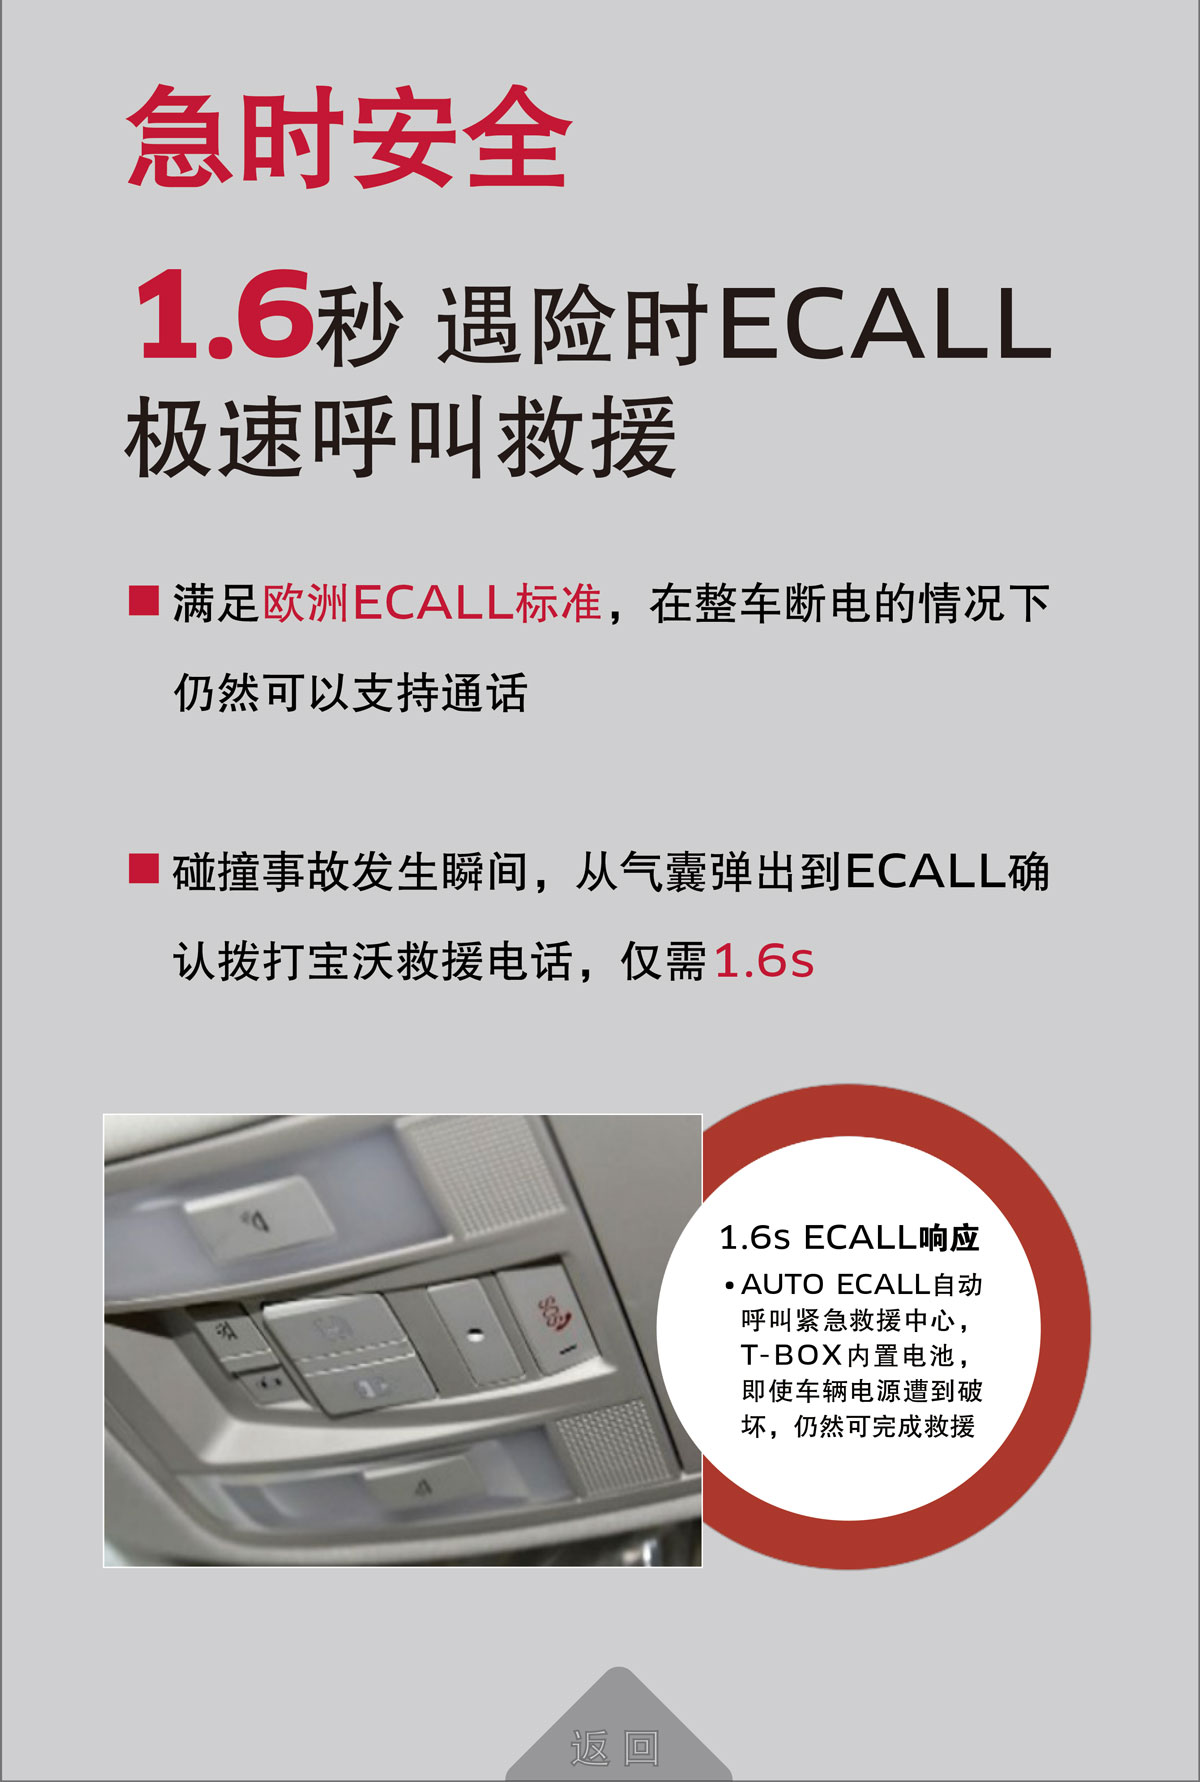 急时安全
1.6秒 遇险时ECALL
极速呼叫救援
满足欧洲ECALL标准，在整车断电的情况下
仍然可以支持通话
碰撞事故发生瞬间，从气囊弹出到ECALL确
认拨打宝沃救援电话，仅需1.6s
1.6s ECALL响应
•AUTO ECALL自动
呼叫紧急救援中心，
T-BOX内置电池，
即使车辆电源遭到破
坏，仍然可完成救援
返回